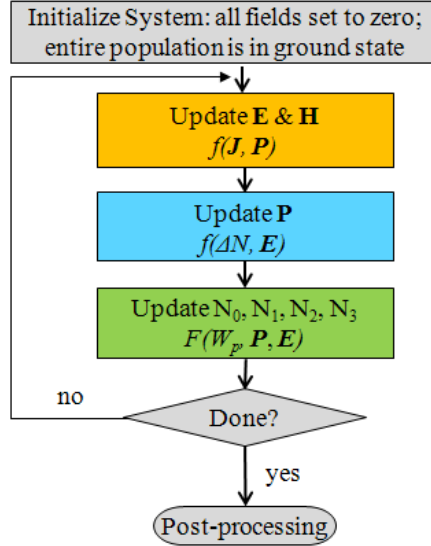 Initialize System: all fields set to zero;
entire population is in ground state
Update E & H
f(J, P)
Update P
f(ΔN, E)
Update N₀, N₁, N₂, N₃
F(Wₚ, P, E)
Done?
no
yes
Post-processing